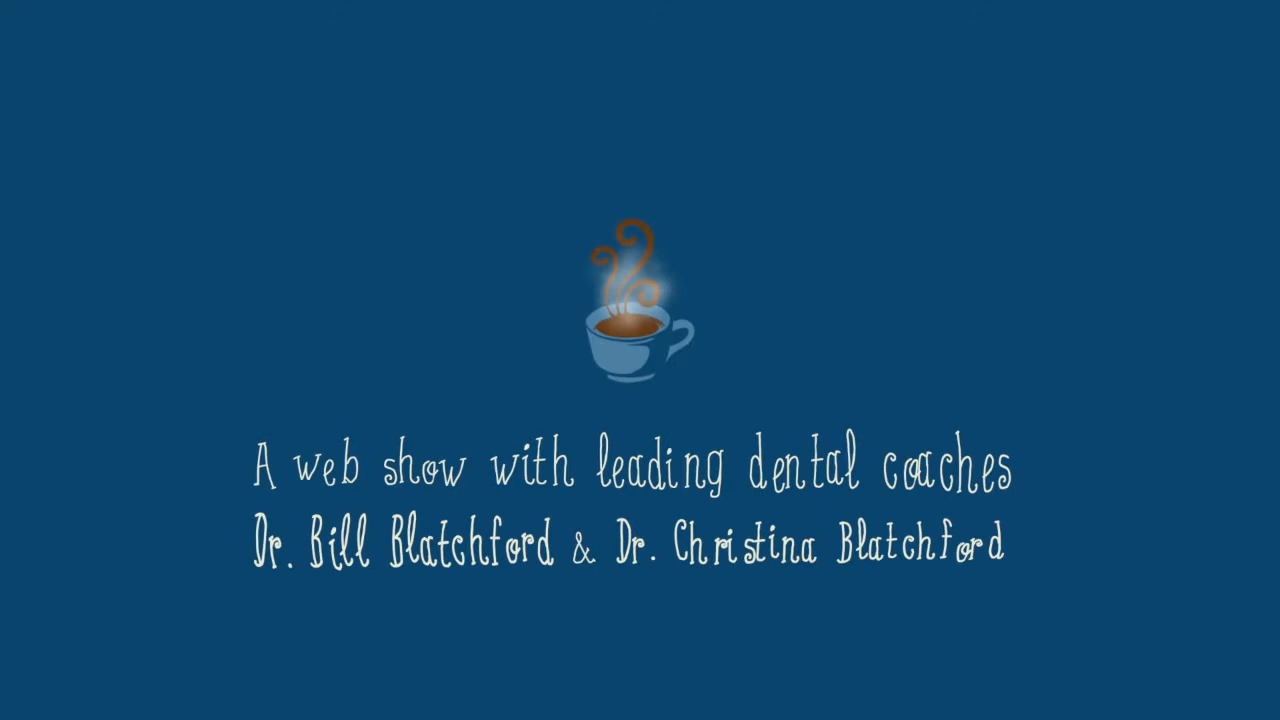 A web show with leading dental coaches
Dr. Bill Blatchford & Dr. Christina Blatchford